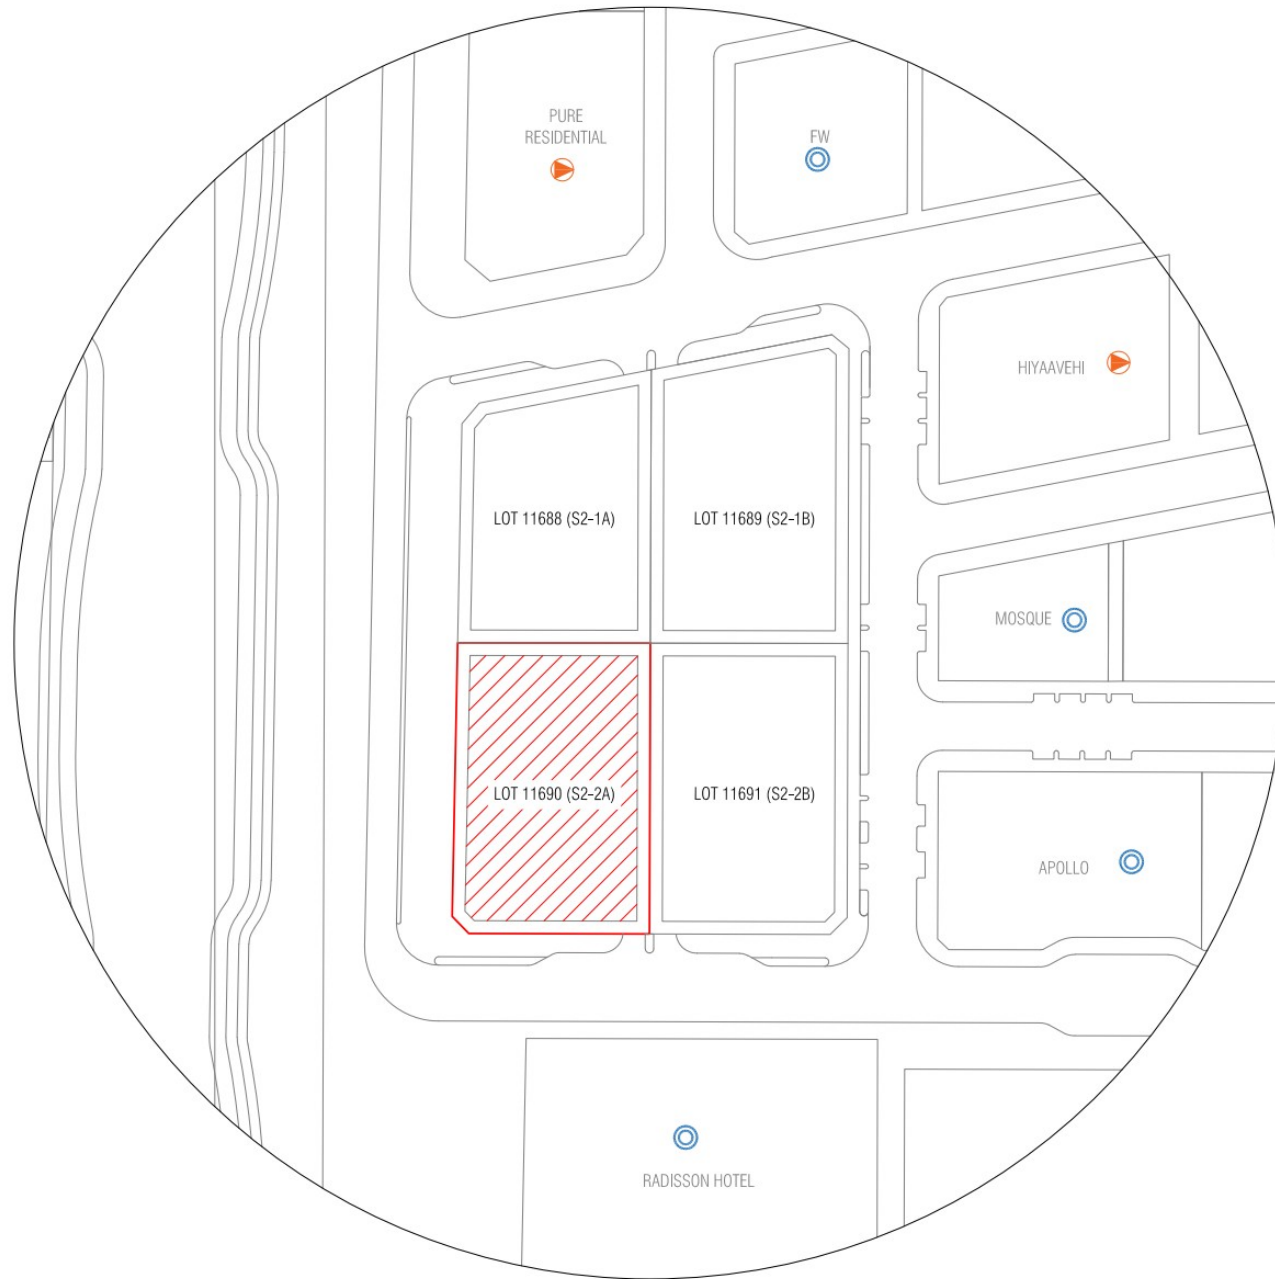 PURE
RESIDENTIAL
FW
HIYAAVEHI
LOT 11688 (S2-1A)
LOT 11689 (S2-1B)
MOSQUE
LOT 11690 (S2-2A)
LOT 11691 (S2-2B)
APOLLO
RADISSON HOTEL